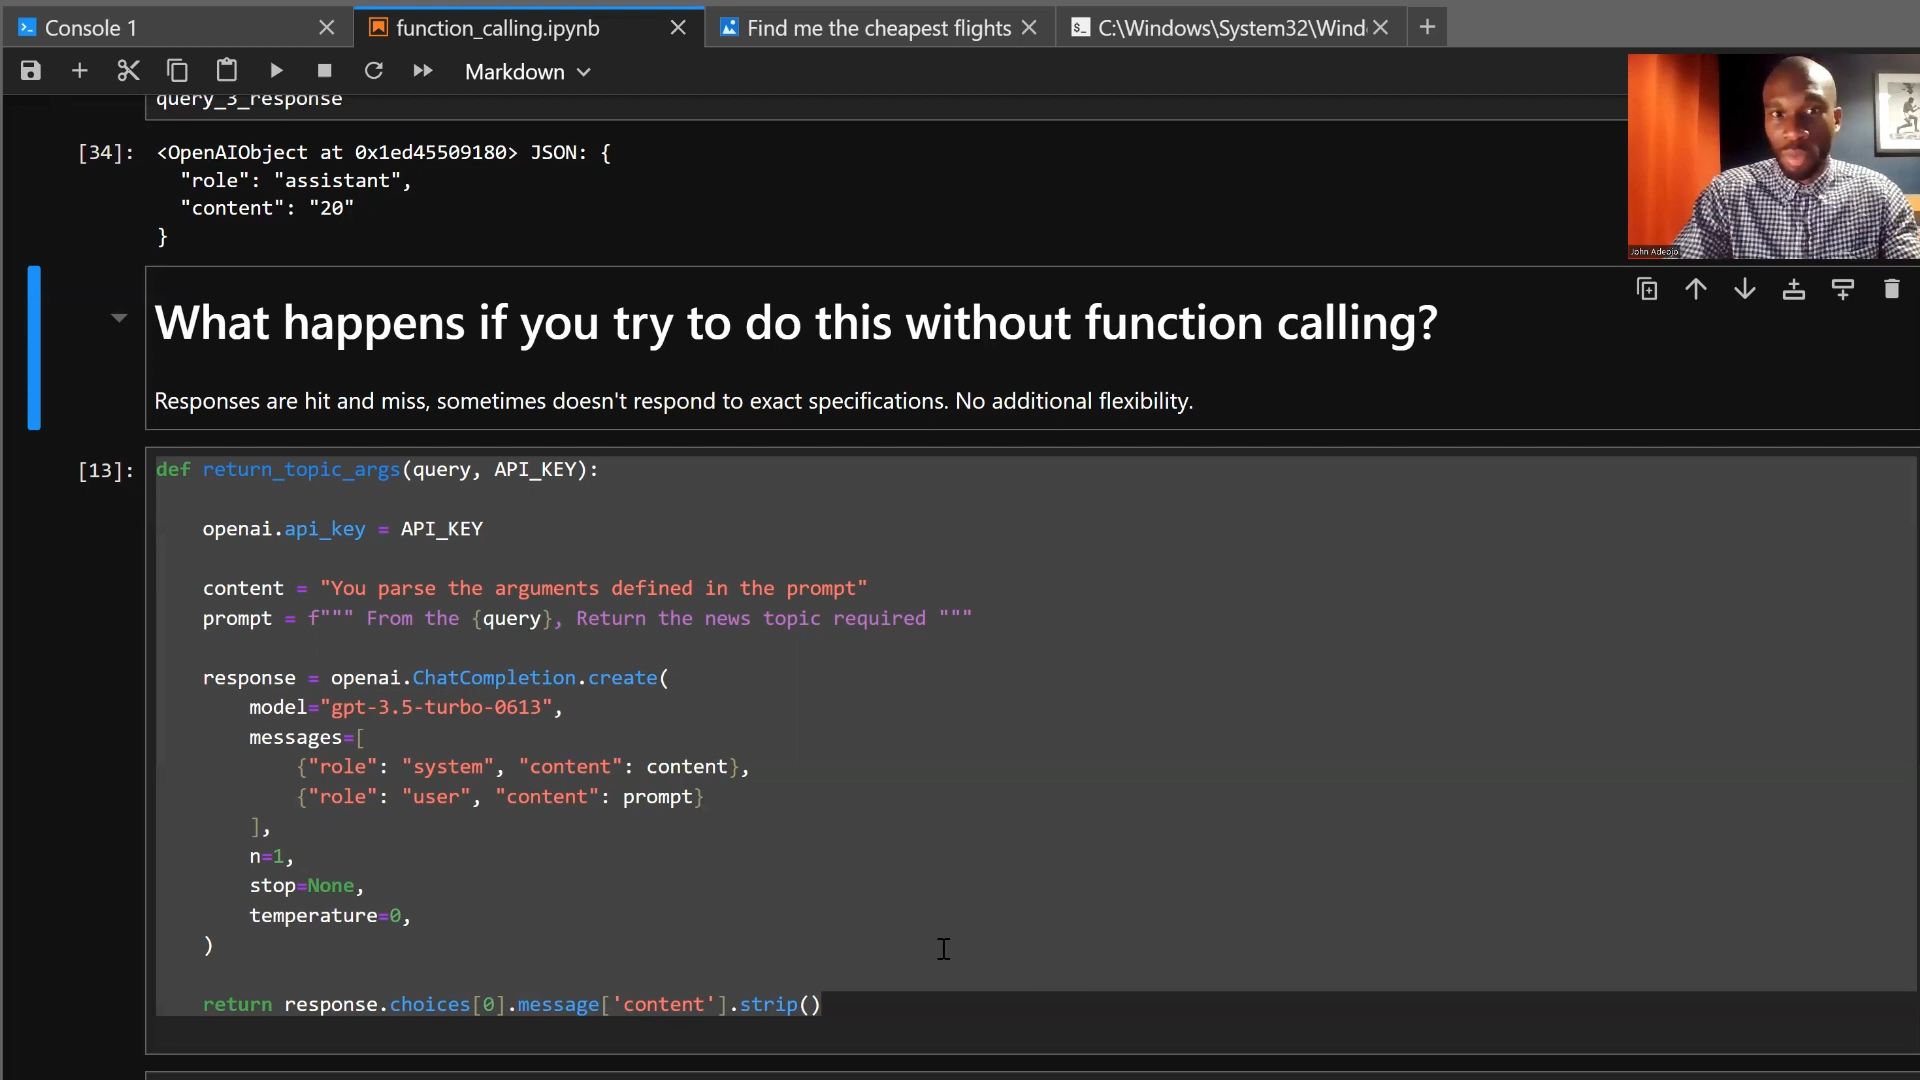 Console 1
function_calling.ipynb
Find me the cheapest flights
C:\Windows\System32\Wind
Markdown
query_3_response
[34]: <OpenAIObject at 0x1ed45509180> JSON: {
"role": "assistant",
"content": "20"
}
John Adeojo
What happens if you try to do this without function calling?
Responses are hit and miss, sometimes doesn't respond to exact specifications. No additional flexibility.
[13]: def return_topic_args(query, API_KEY):
openai.api_key = API_KEY
content = "You parse the arguments defined in the prompt"
prompt = f""" From the {query}, Return the news topic required """
response = openai.ChatCompletion.create(
model="gpt-3.5-turbo-0613",
messages=[
{"role": "system", "content": content},
{"role": "user", "content": prompt}
],
n=1,
stop=None,
temperature=0,
)
return response.choices[0].message['content'].strip()